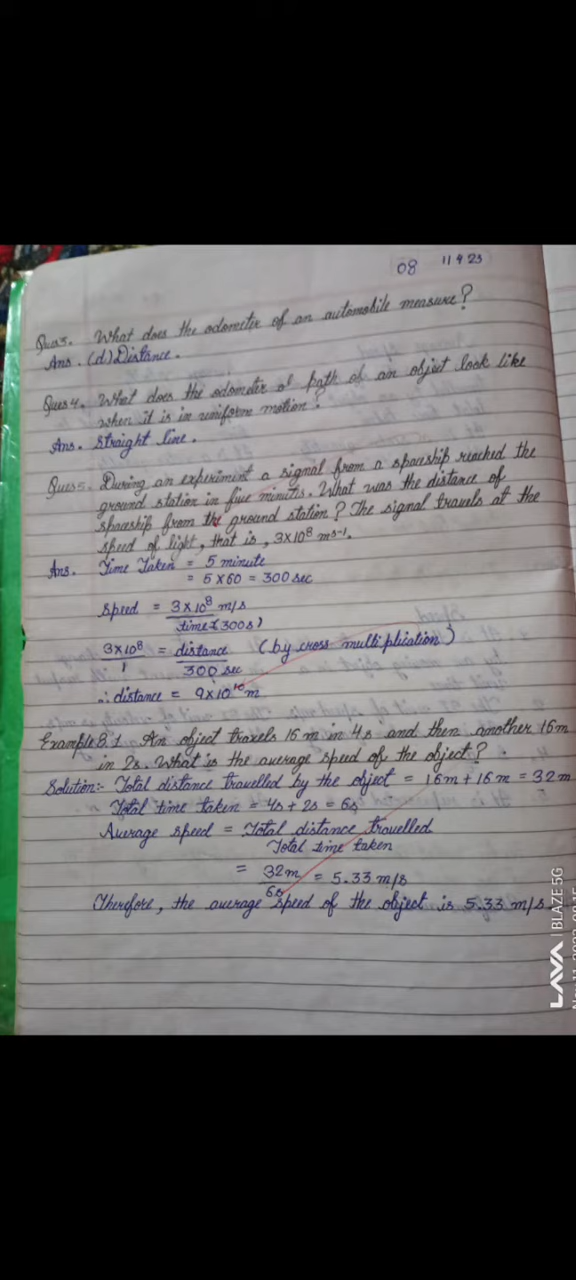 08 11 9 23
Ques3. What does the odometer of an automobile measure?
Ans. (d) Distance.
Ques 4. What does the odometer of path of an object look like
when it is in uniform motion?
Ans. Straight line.
Ques5. During an experiment a signal from a spaceship reached the
ground station in five minutes. What was the distance of
spaceship from the ground station? The signal travels at the
speed of light, that is, 3×10⁸ ms⁻¹.
Ans. Time Taken = 5 minute
= 5×60 = 300 sec
speed = 3×10⁸ m/s
time (300s)
3×10⁸ = distance (by cross multiplication)
1 300 sec
∴ distance = 9×10¹⁰ m
Example 8.1 An object travels 16 m in 4s and then another 16m
in 2s. What is the average speed of the object?
Solution:- Total distance travelled by the object = 16m + 16m = 32m
Total time taken = 4s + 2s = 6s
Average speed = Total distance travelled
Total time taken
= 32m = 5.33 m/s
6s
Therefore, the average speed of the object is 5.33 m/s.
LAVA | BLAZE 5G